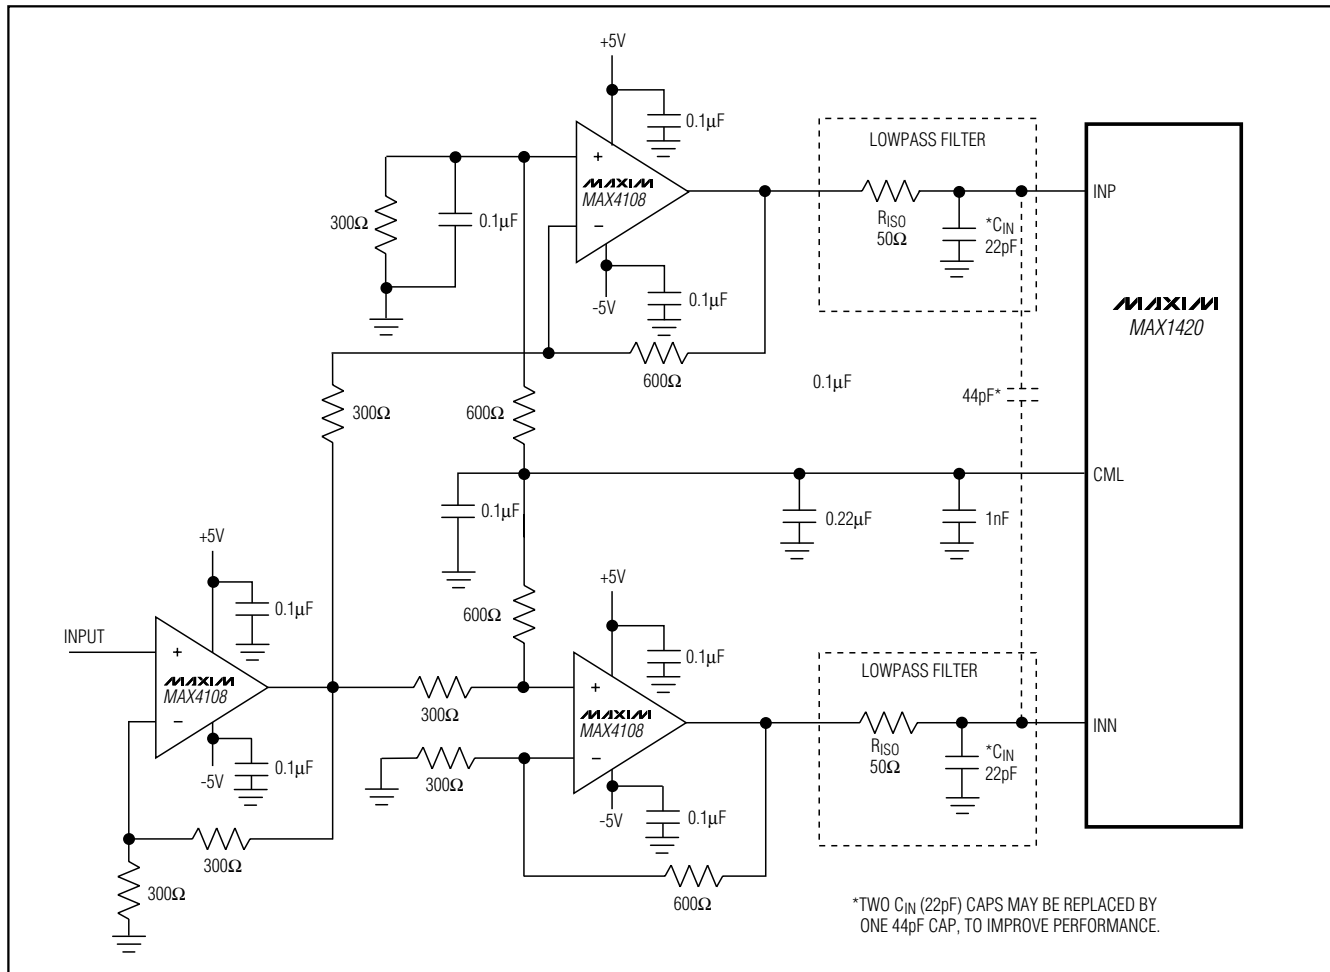 +5V
0.1µF
LOWPASS FILTER
+
MAXIM
MAX4108
−
300Ω
0.1µF
RISO
50Ω
*CIN
22pF
INP
-5V
0.1µF
MAXIM
MAX1420
600Ω
300Ω
600Ω
0.1µF
44pF*
CML
0.1µF
0.22µF
1nF
+5V
0.1µF
600Ω
+5V
0.1µF
INPUT
+
MAXIM
MAX4108
−
300Ω
+
MAXIM
MAX4108
−
LOWPASS FILTER
RISO
50Ω
*CIN
22pF
INN
-5V
0.1µF
300Ω
-5V
0.1µF
300Ω
300Ω
600Ω
*TWO CIN (22pF) CAPS MAY BE REPLACED BY
ONE 44pF CAP, TO IMPROVE PERFORMANCE.